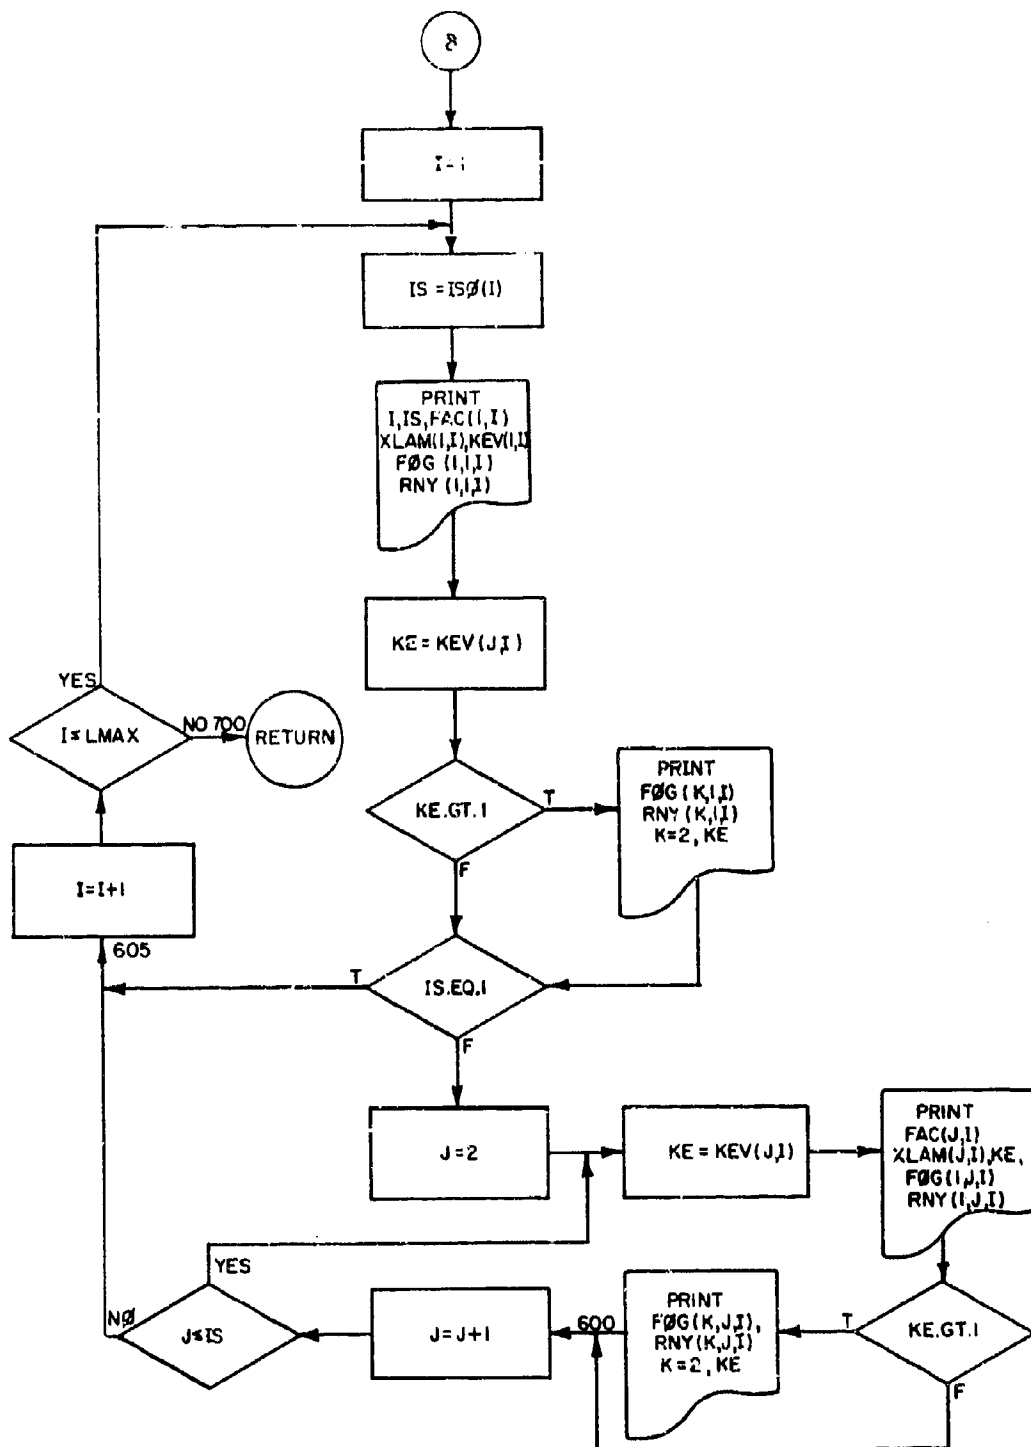 8
I=1
IS=ISØ(I)
PRINT
I,IS,FAC(1,I)
XLAM(1,I),KEV(1,I)
FØG (1,1,I)
RNY (1,1,I)
KE=KEV(J,I)
YES
I≤LMAX
NO 700
RETURN
KE.GT.1
T
PRINT
FØG(K,1,I)
RNY(K,1,I)
K=2, KE
F
I=I+1
605
T
IS.EQ.1
F
J=2
KE=KEV(J,I)
PRINT
FAC(J,I)
XLAM(J,I),KE,
FØG(1,J,I)
RNY(1,J,I)
YES
NØ
J≤IS
J=J+1
600
PRINT
FØG(K,J,I),
RNY(K,J,I)
K=2, KE
T
KE.GT.1
F